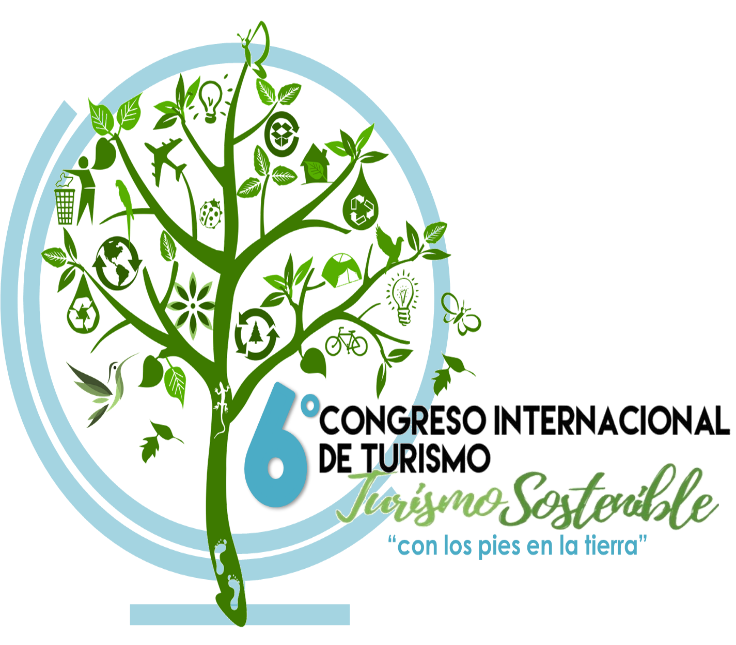 6° CONGRESO INTERNACIONAL
DE TURISMO
Turismo Sostenible
“con los pies en la tierra”